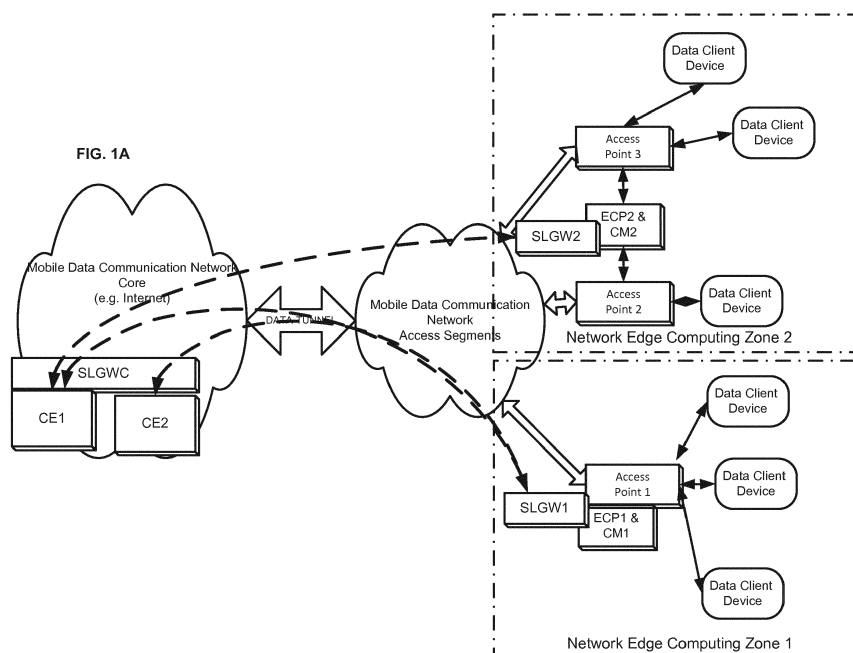 FIG. 1A
Mobile Data Communication Network
Core
(e.g. Internet)
SLGWC
CE1
CE2
DATA TUNNEL
Mobile Data Communication
Network
Access Segments
Data Client
Device
Data Client
Device
Access
Point 3
ECP2 &
CM2
SLGW2
Access
Point 2
Data Client
Device
Network Edge Computing Zone 2
Data Client
Device
Access
Point 1
Data Client
Device
SLGW1
ECP1 &
CM1
Data Client
Device
Network Edge Computing Zone 1